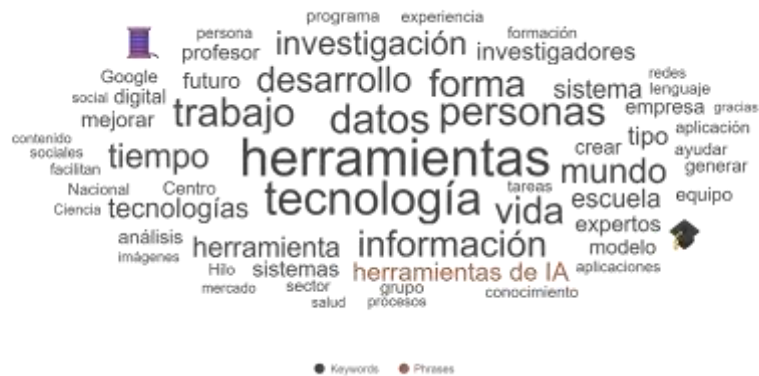 programa experiencia
persona formación
profesor investigación investigadores
Google futuro desarrollo forma sistema redes
social digital lenguaje
mejorar trabajo datos personas empresa gracias
contenido tipo aplicación
sociales tiempo herramientas crear ayudar
facilitan mundo generar
Nacional Centro tecnología tareas escuela equipo
Ciencia tecnologías vida
análisis herramienta información expertos
imágenes modelo
Hilo sistemas herramientas de IA aplicaciones
mercado sector grupo conocimiento
salud procesos
Keywords Phrases